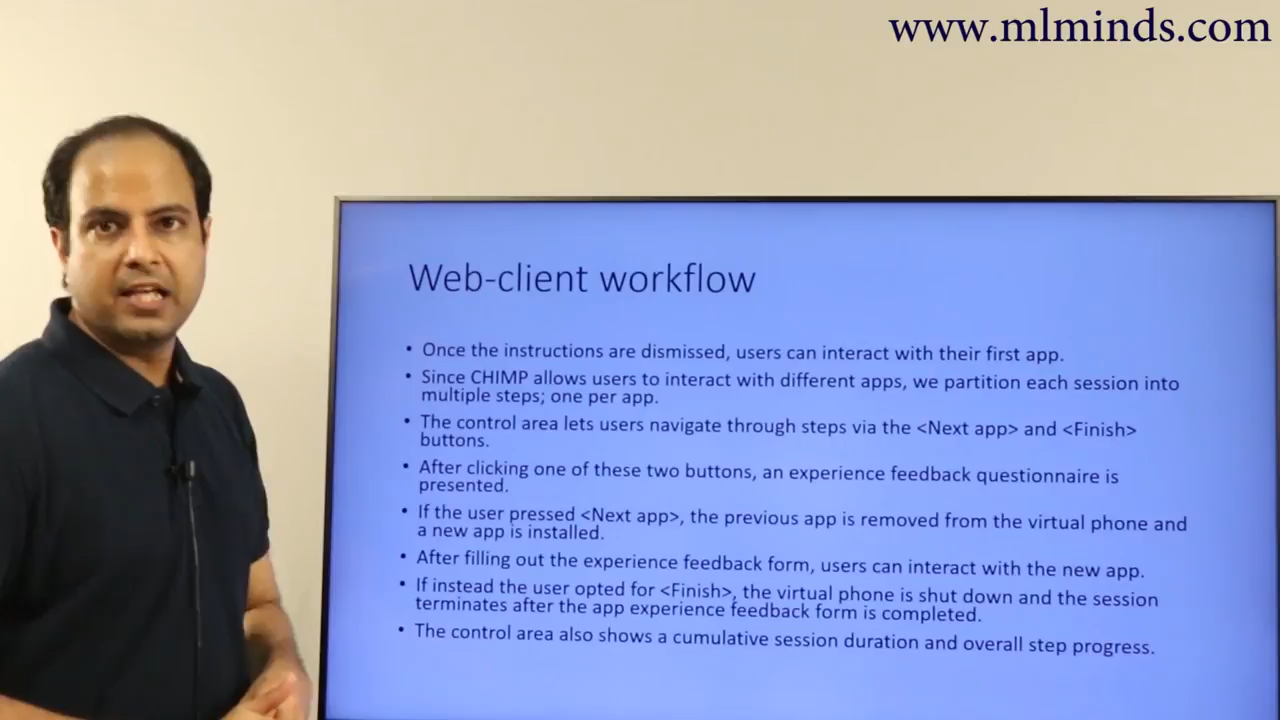 www.mlminds.com
Web-client workflow
• Once the instructions are dismissed, users can interact with their first app.
• Since CHIMP allows users to interact with different apps, we partition each session into
multiple steps; one per app.
• The control area lets users navigate through steps via the <Next app> and <Finish>
buttons.
• After clicking one of these two buttons, an experience feedback questionnaire is
presented.
• If the user pressed <Next app>, the previous app is removed from the virtual phone and
a new app is installed.
• After filling out the experience feedback form, users can interact with the new app.
• If instead the user opted for <Finish>, the virtual phone is shut down and the session
terminates after the app experience feedback form is completed.
• The control area also shows a cumulative session duration and overall step progress.